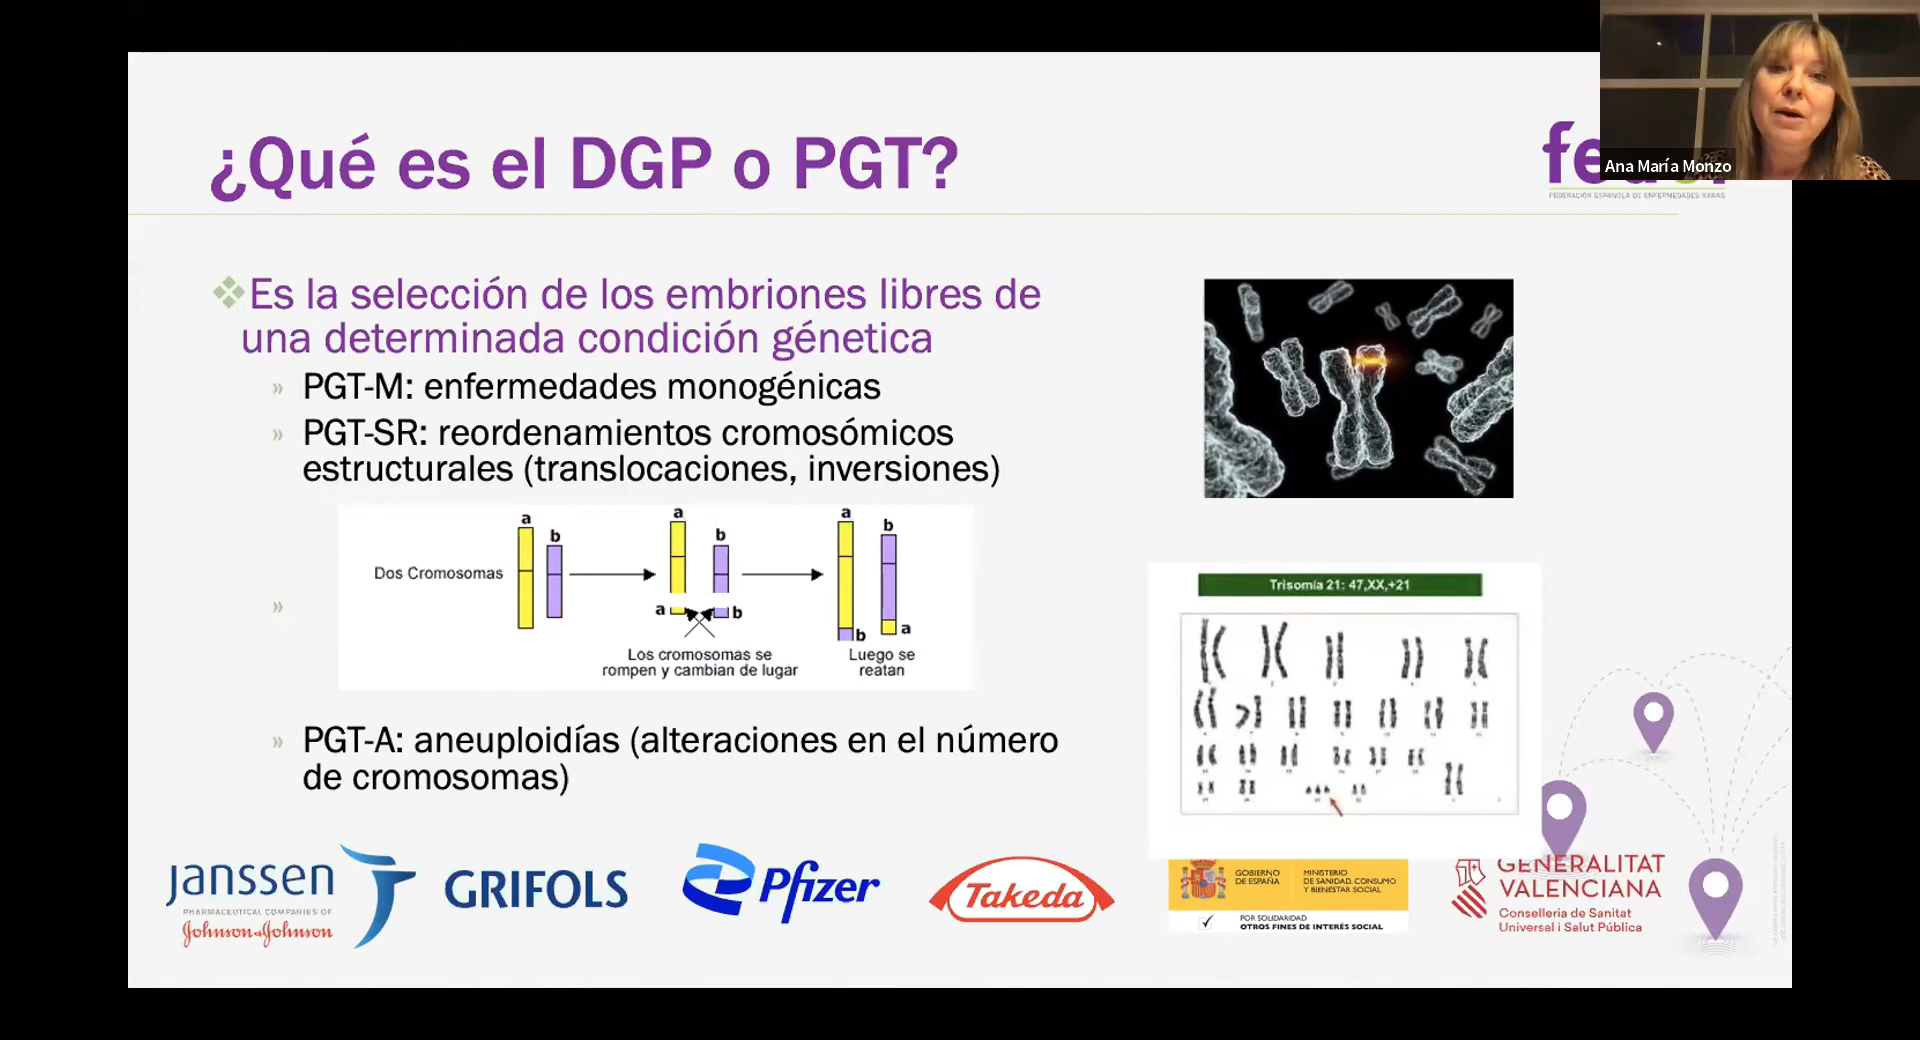 ¿Qué es el DGP o PGT?
Ana María Monzo
FEDERACIÓN ESPAÑOLA DE ENFERMEDADES RARAS
Es la selección de los embriones libres de
una determinada condición génetica
» PGT-M: enfermedades monogénicas
» PGT-SR: reordenamientos cromosómicos
estructurales (translocaciones, inversiones)
»
Dos Cromosomas
a
b
a
b
a
b
Los cromosomas se
rompen y cambian de lugar
a
b
b
a
Luego se
reatan
» PGT-A: aneuploidías (alteraciones en el número
de cromosomas)
Trisomía 21: 47,XX,+21
Janssen
PHARMACEUTICAL COMPANIES OF
Johnson & Johnson
GRIFOLS
Pfizer
Takeda
GOBIERNO
DE ESPAÑA
MINISTERIO
DE SANIDAD, CONSUMO
Y BIENESTAR SOCIAL
POR SOLIDARIDAD
OTROS FINES DE INTERÉS SOCIAL
GENERALITAT
VALENCIANA
Conselleria de Sanitat
Universal i Salut Pública